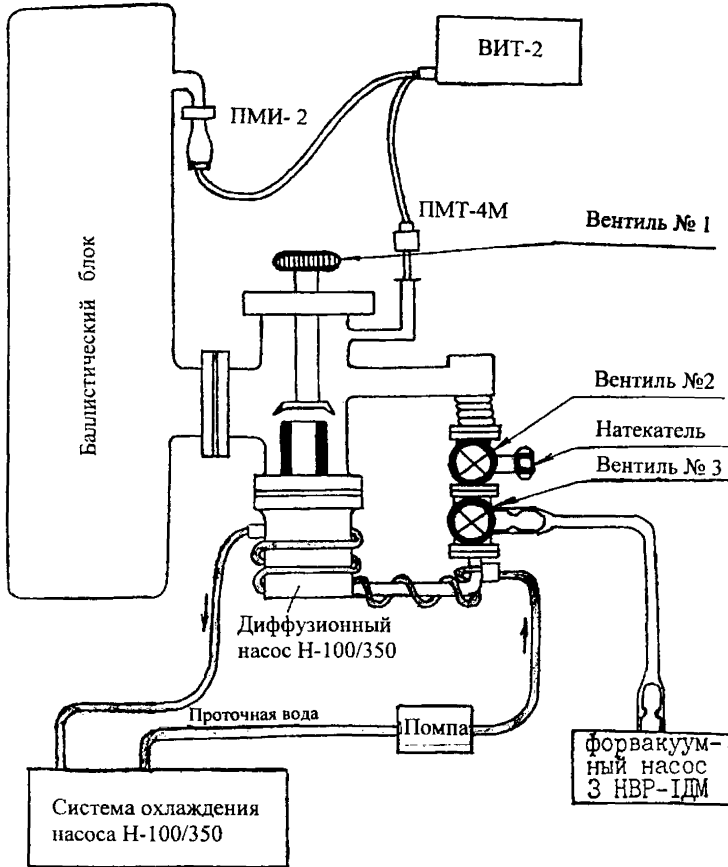 ВИТ-2
ПМИ- 2
ПМТ-4М
Вентиль № 1
Баллистический блок
Вентиль №2
Натекатель
Вентиль № 3
Диффузионный
насос Н-100/350
Проточная вода
Помпа
форвакуум-
ный насос
3 НВР-IДМ
Система охлаждения
насоса Н-100/350